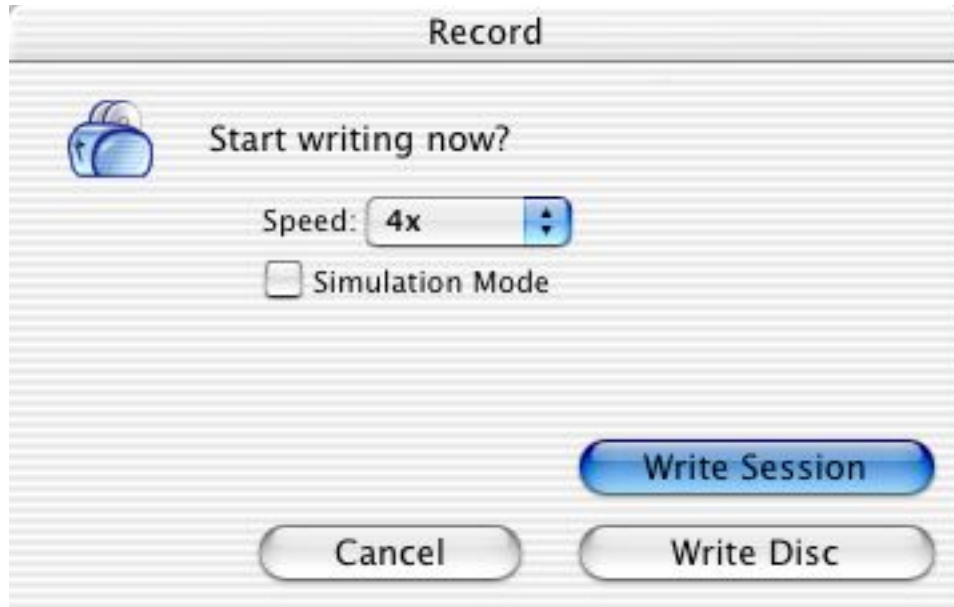 Record
Start writing now?
Speed: 4x
Simulation Mode
Write Session
Cancel Write Disc